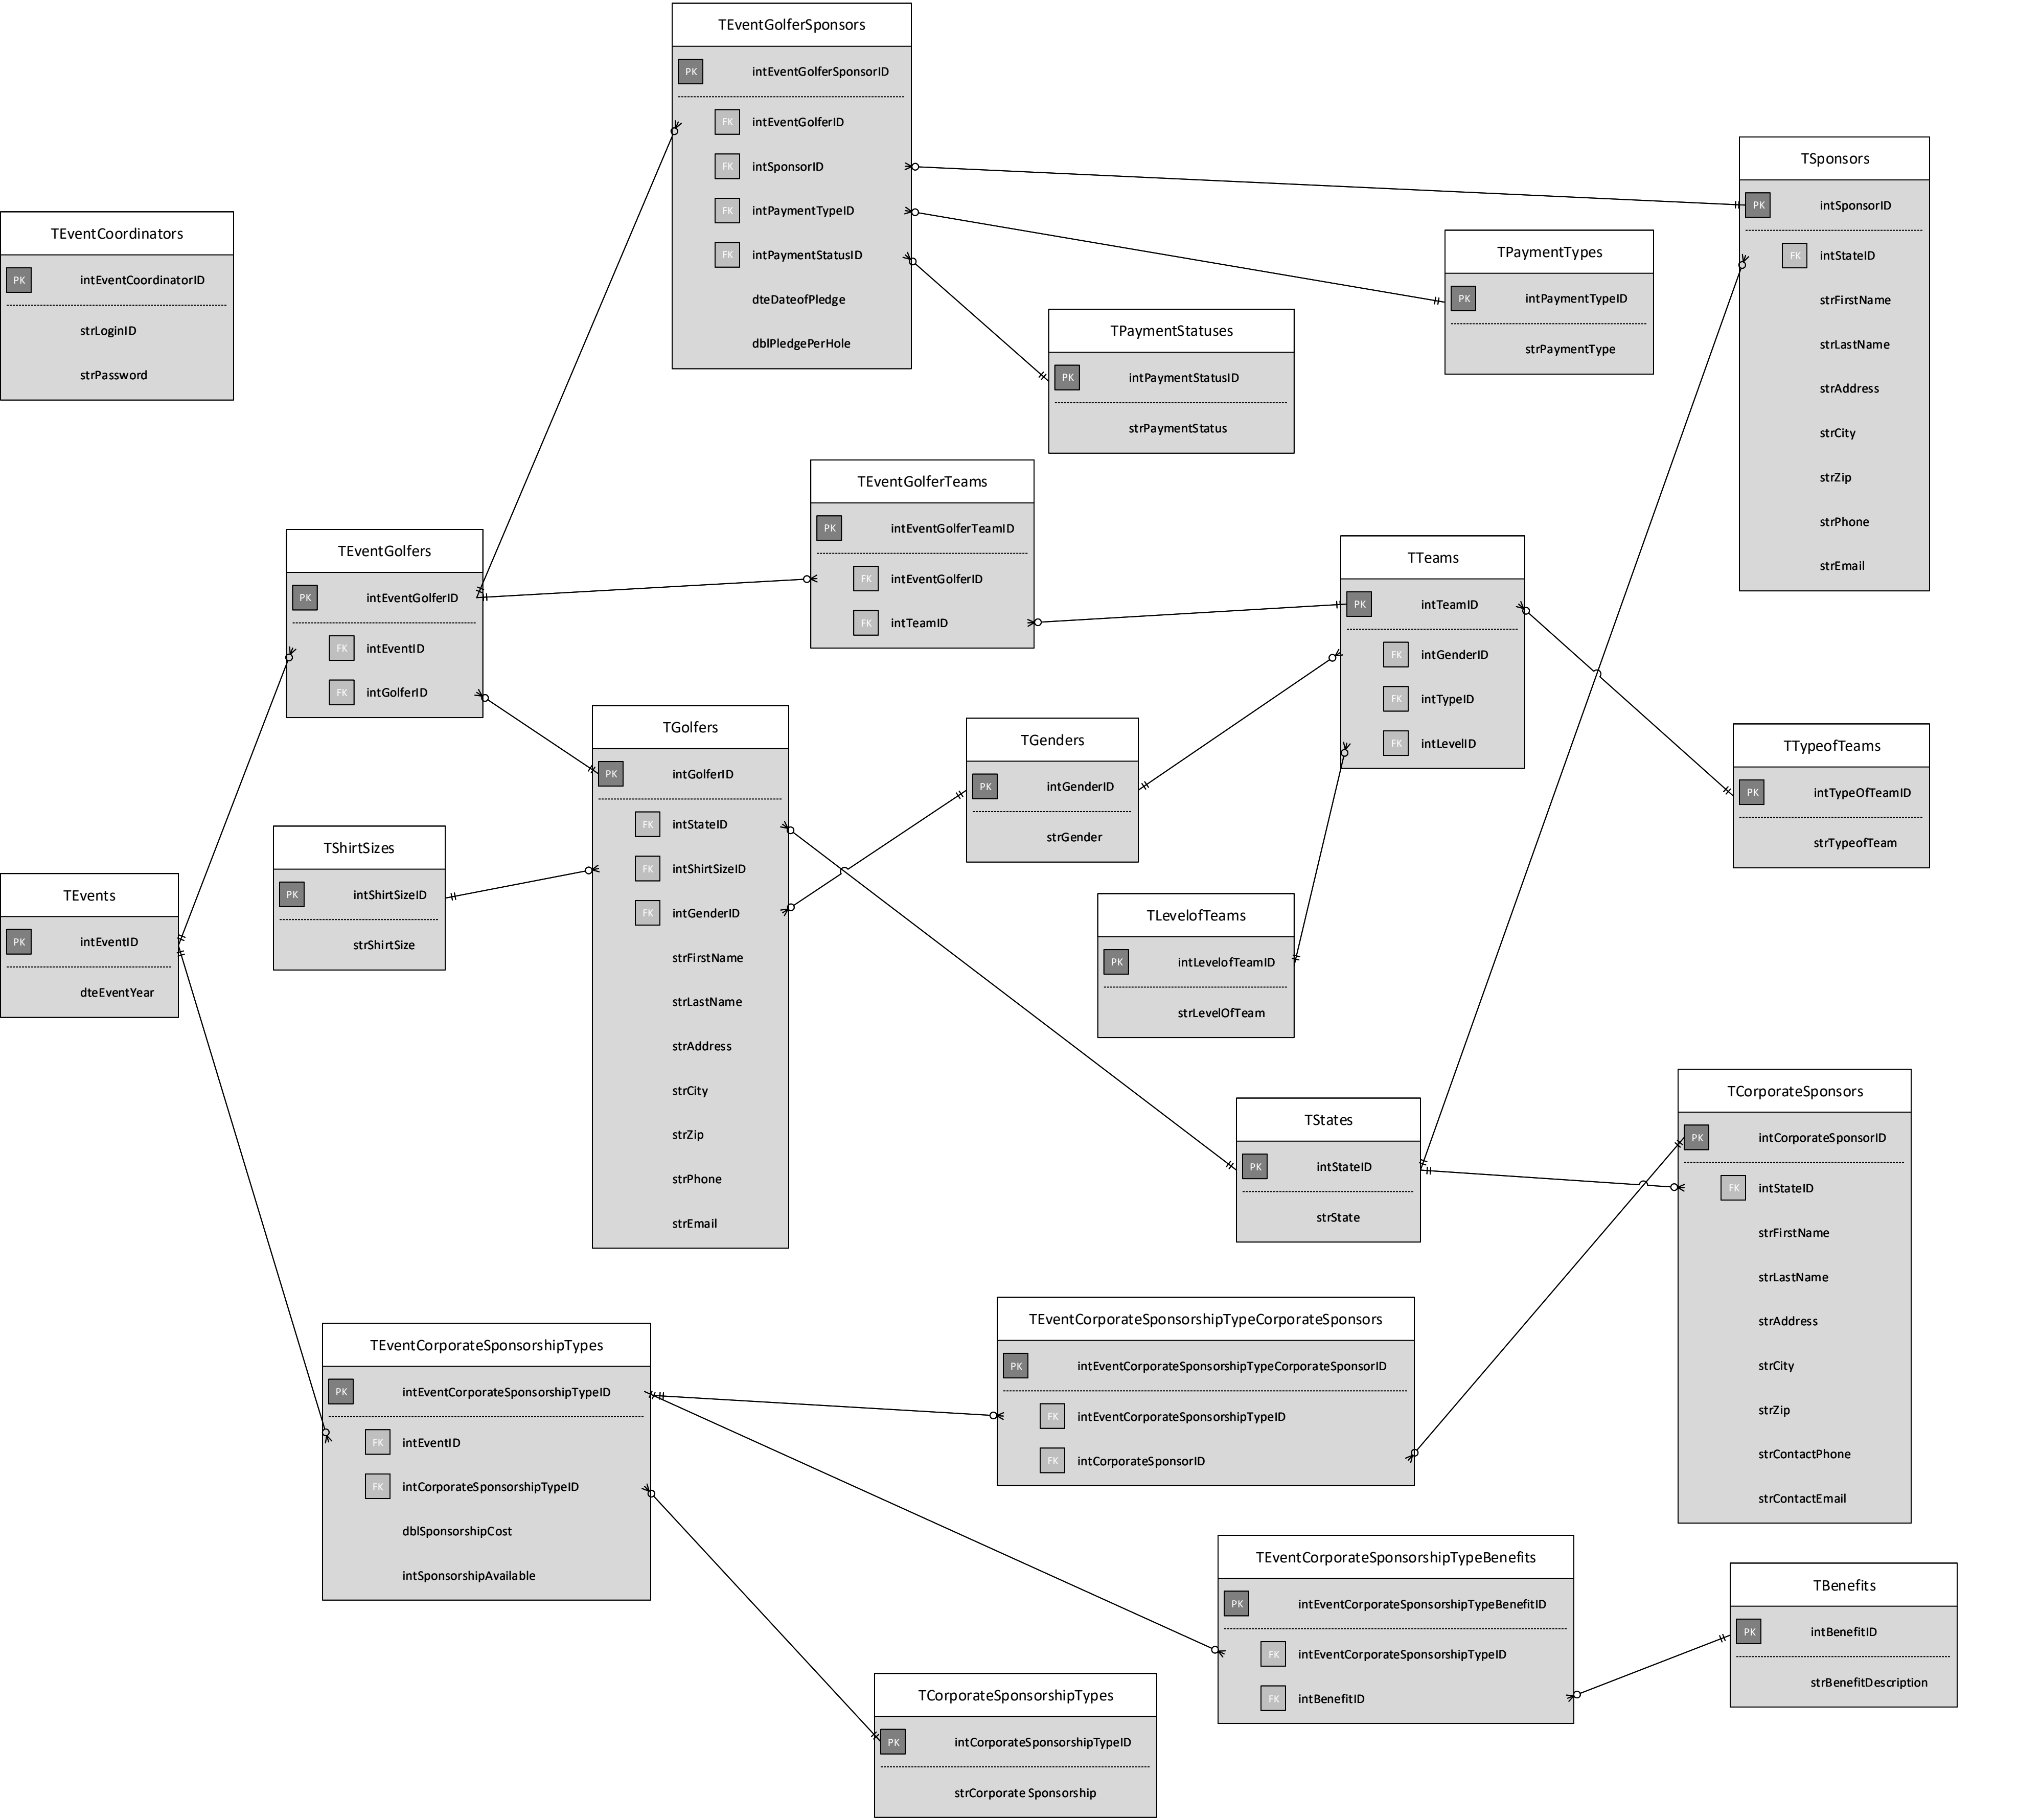 TEventGolferSponsors
PK intEventGolferSponsorID
FK intEventGolferID
FK intSponsorID
FK intPaymentTypeID
FK intPaymentStatusID
dteDateofPledge
dblPledgePerHole
TSponsors
PK intSponsorID
FK intStateID
strFirstName
strLastName
strAddress
strCity
strZip
strPhone
strEmail
TEventCoordinators
PK intEventCoordinatorID
strLoginID
strPassword
TPaymentTypes
PK intPaymentTypeID
strPaymentType
TPaymentStatuses
PK intPaymentStatusID
strPaymentStatus
TEventGolferTeams
PK intEventGolferTeamID
FK intEventGolferID
FK intTeamID
TEventGolfers
PK intEventGolferID
FK intEventID
FK intGolferID
TTeams
PK intTeamID
FK intGenderID
FK intTypeID
FK intLevelID
TGolfers
PK intGolferID
FK intStateID
FK intShirtSizeID
FK intGenderID
strFirstName
strLastName
strAddress
strCity
strZip
strPhone
strEmail
TGenders
PK intGenderID
strGender
TTypeofTeams
PK intTypeOfTeamID
strTypeofTeam
TShirtSizes
PK intShirtSizeID
strShirtSize
TEvents
PK intEventID
dteEventYear
TLevelofTeams
PK intLevelofTeamID
strLevelOfTeam
TStates
PK intStateID
strState
TCorporateSponsors
PK intCorporateSponsorID
FK intStateID
strFirstName
strLastName
strAddress
strCity
strZip
strContactPhone
strContactEmail
TEventCorporateSponsorshipTypes
PK intEventCorporateSponsorshipTypeID
FK intEventID
FK intCorporateSponsorshipTypeID
dblSponsorshipCost
intSponsorshipAvailable
TEventCorporateSponsorshipTypeCorporateSponsors
PK intEventCorporateSponsorshipTypeCorporateSponsorID
FK intEventCorporateSponsorshipTypeID
FK intCorporateSponsorID
TEventCorporateSponsorshipTypeBenefits
PK intEventCorporateSponsorshipTypeBenefitID
FK intEventCorporateSponsorshipTypeID
FK intBenefitID
TBenefits
PK intBenefitID
strBenefitDescription
TCorporateSponsorshipTypes
PK intCorporateSponsorshipTypeID
strCorporate Sponsorship